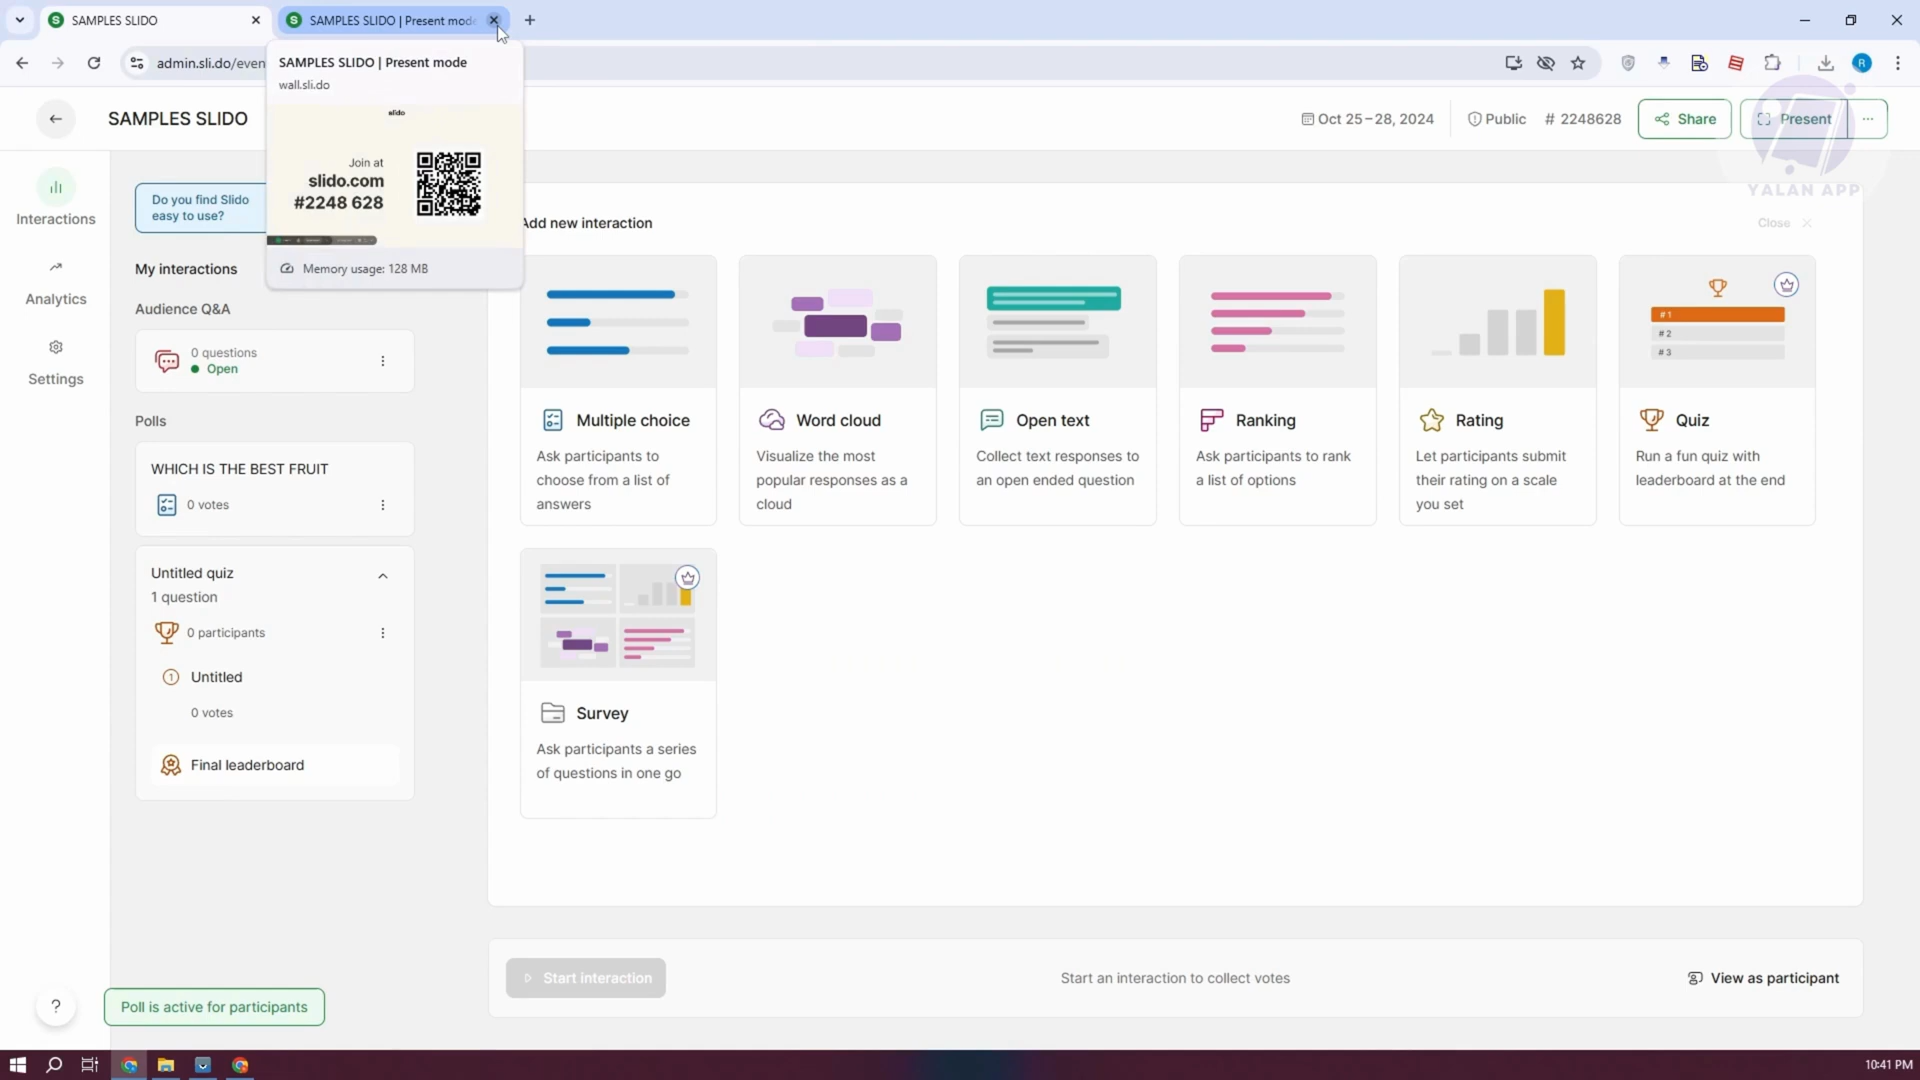 SAMPLES SLIDO
SAMPLES SLIDO | Present mode
admin.sli.do/even
SAMPLES SLIDO | Present mode
wall.sli.do
slido
Join at
slido.com
#2248 628
Memory usage: 128 MB
R
SAMPLES SLIDO
Oct 25–28, 2024
Public
# 2248628
Share
Present
YALAN APP
Interactions
Analytics
Settings
Do you find Slido
easy to use?
My interactions
Audience Q&A
0 questions
Open
Polls
WHICH IS THE BEST FRUIT
0 votes
Untitled quiz
1 question
0 participants
1
Untitled
0 votes
Final leaderboard
Add new interaction
Close
Multiple choice
Ask participants to
choose from a list of
answers
Word cloud
Visualize the most
popular responses as a
cloud
Open text
Collect text responses to
an open ended question
Ranking
Ask participants to rank
a list of options
Rating
Let participants submit
their rating on a scale
you set
# 1
# 2
# 3
Quiz
Run a fun quiz with
leaderboard at the end
Survey
Ask participants a series
of questions in one go
Start interaction
Start an interaction to collect votes
View as participant
?
Poll is active for participants
10:41 PM